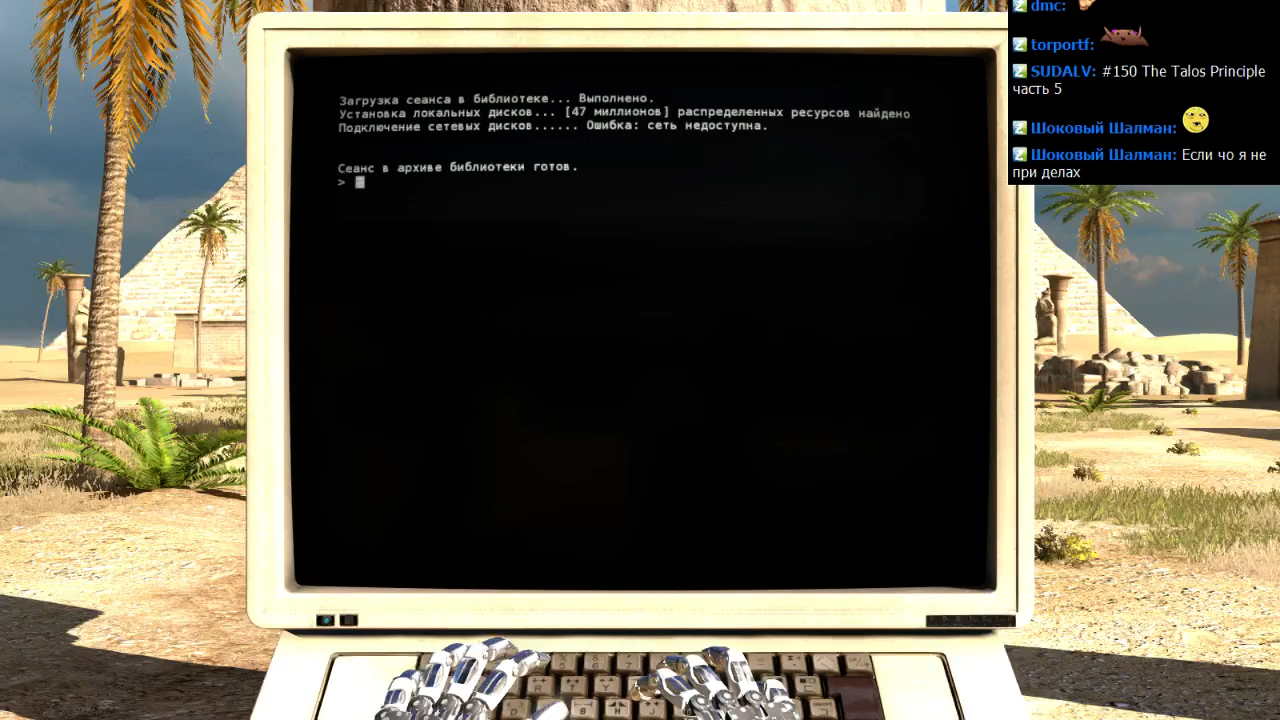 Загрузка сеанса в библиотеке... Выполнено.
Установка локальных дисков... [47 миллионов] распределенных ресурсов найдено
Подключение сетевых дисков...... Ошибка: сеть недоступна.
Сеанс в архиве библиотеки готов.
>
dmc:
torportf:
SUDALV: #150 The Talos Principle
часть 5
Шоковый Шалман:
Шоковый Шалман: Если чо я не
при делах